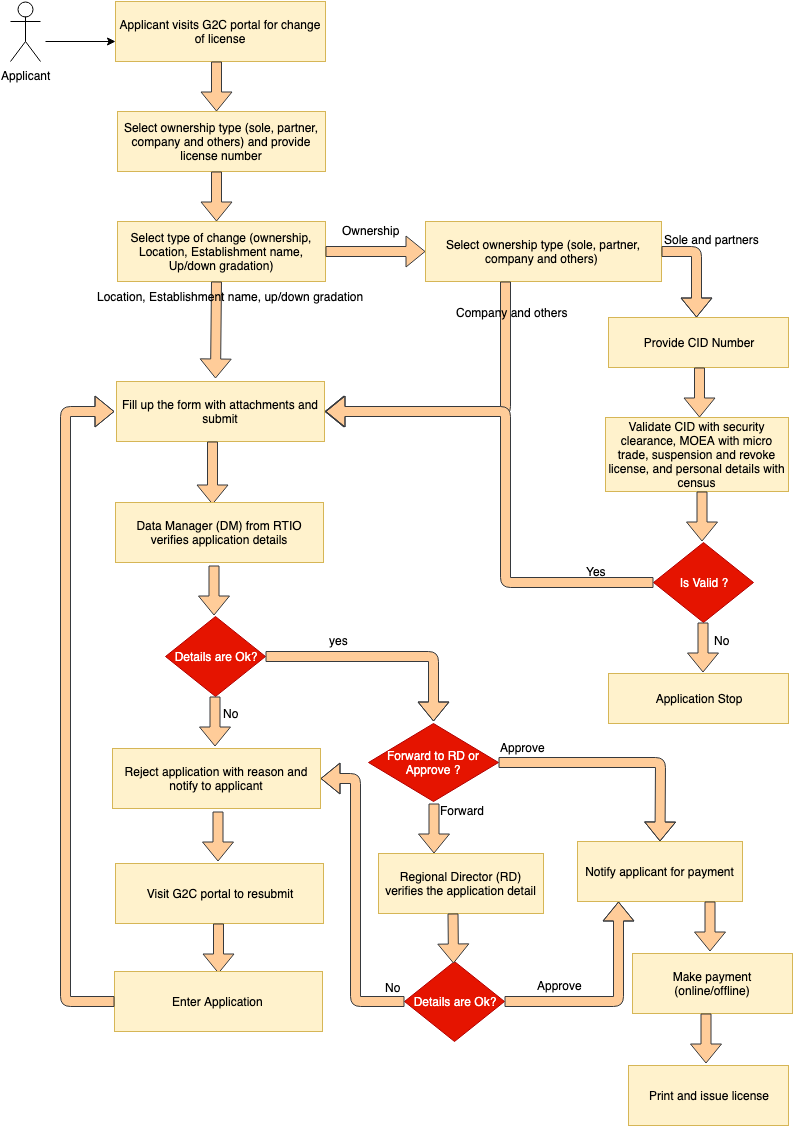 Applicant visits G2C portal for change
of license
Applicant
Select ownership type (sole, partner,
company and others) and provide
license number
Select type of change (ownership,
Location, Establishment name,
Up/down gradation)
Ownership
Select ownership type (sole, partner,
company and others)
Sole and partners
Location, Establishment name, up/down gradation
Company and others
Provide CID Number
Fill up the form with attachments and
submit
Validate CID with security
clearance, MOEA with micro
trade, suspension and revoke
license, and personal details with
census
Data Manager (DM) from RTIO
verifies application details
Yes
Is Valid ?
No
Application Stop
Details are Ok?
yes
No
Forward to RD or
Approve ?
Approve
Reject application with reason and
notify to applicant
Forward
Regional Director (RD)
verifies the application detail
Notify applicant for payment
Visit G2C portal to resubmit
No
Details are Ok?
Approve
Make payment
(online/offline)
Enter Application
Print and issue license